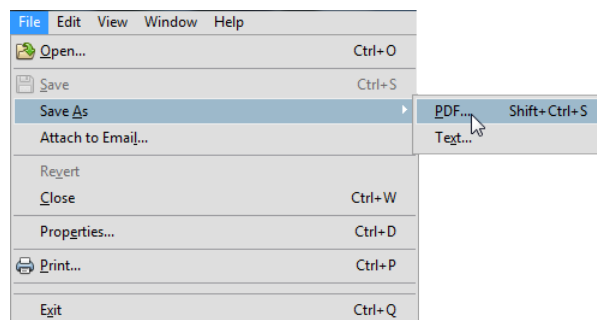 File Edit View Window Help
Open... Ctrl+O
Save Ctrl+S
Save As PDF... Shift+Ctrl+S
Attach to Email... Text...
Revert
Close Ctrl+W
Properties... Ctrl+D
Print... Ctrl+P
Exit Ctrl+Q